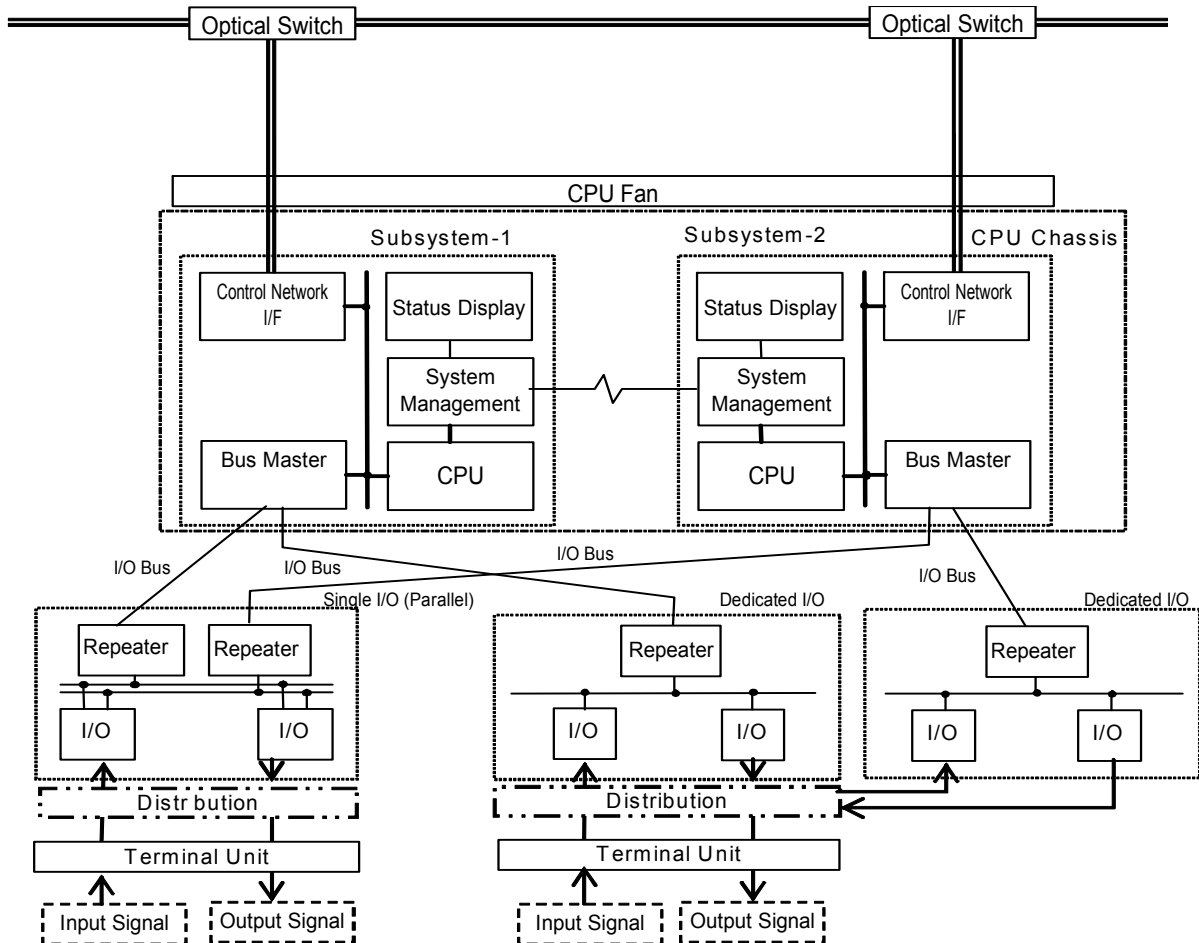 Optical Switch
Optical Switch
CPU Fan
Subsystem-1
Subsystem-2
CPU Chassis
Control Network
I/F
Status Display
Status Display
Control Network
I/F
System
Management
System
Management
Bus Master
CPU
CPU
Bus Master
I/O Bus
I/O Bus
I/O Bus
I/O Bus
Single I/O (Parallel)
Dedicated I/O
Dedicated I/O
Repeater
Repeater
Repeater
Repeater
I/O
I/O
I/O
I/O
I/O
I/O
Distr bution
Distribution
Terminal Unit
Terminal Unit
Input Signal
Output Signal
Input Signal
Output Signal